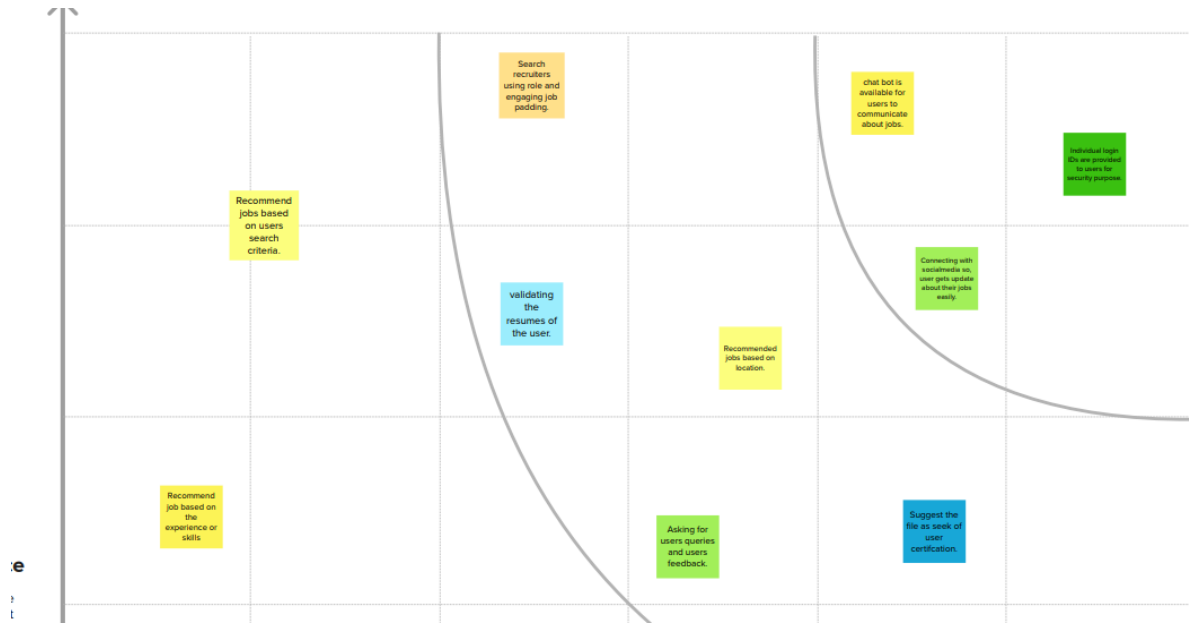 Search
recruiters
using role and
engaging job
padding.
chat bot is
available for
users to
communicate
about jobs.
Individual login
IDs are provided
to users for
security purpose.
Recommend
jobs based
on users
search
criteria.
Connecting with
socialmedia so,
user gets update
about their jobs
easily.
validating
the
resumes of
the user.
Recommended
jobs based on
location.
Recommend
job based on
the
experience or
skills
Asking for
users queries
and users
feedback.
Suggest the
file as seek of
user
certifcation.